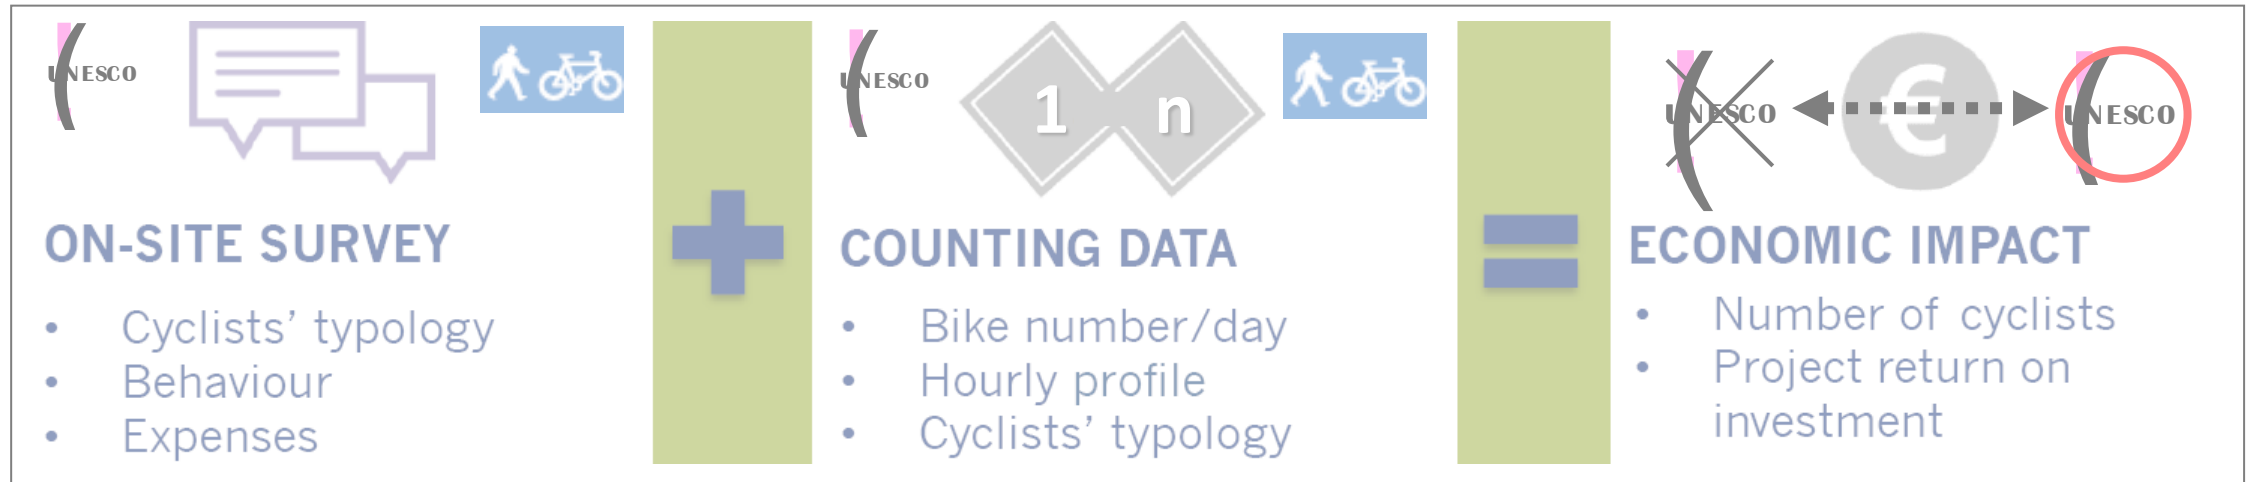 UNESCO
ON-SITE SURVEY
• Cyclists’ typology
• Behaviour
• Expenses
+
UNESCO
1 n
COUNTING DATA
• Bike number/day
• Hourly profile
• Cyclists’ typology
=
UNESCO
€
UNESCO
ECONOMIC IMPACT
• Number of cyclists
• Project return on
investment